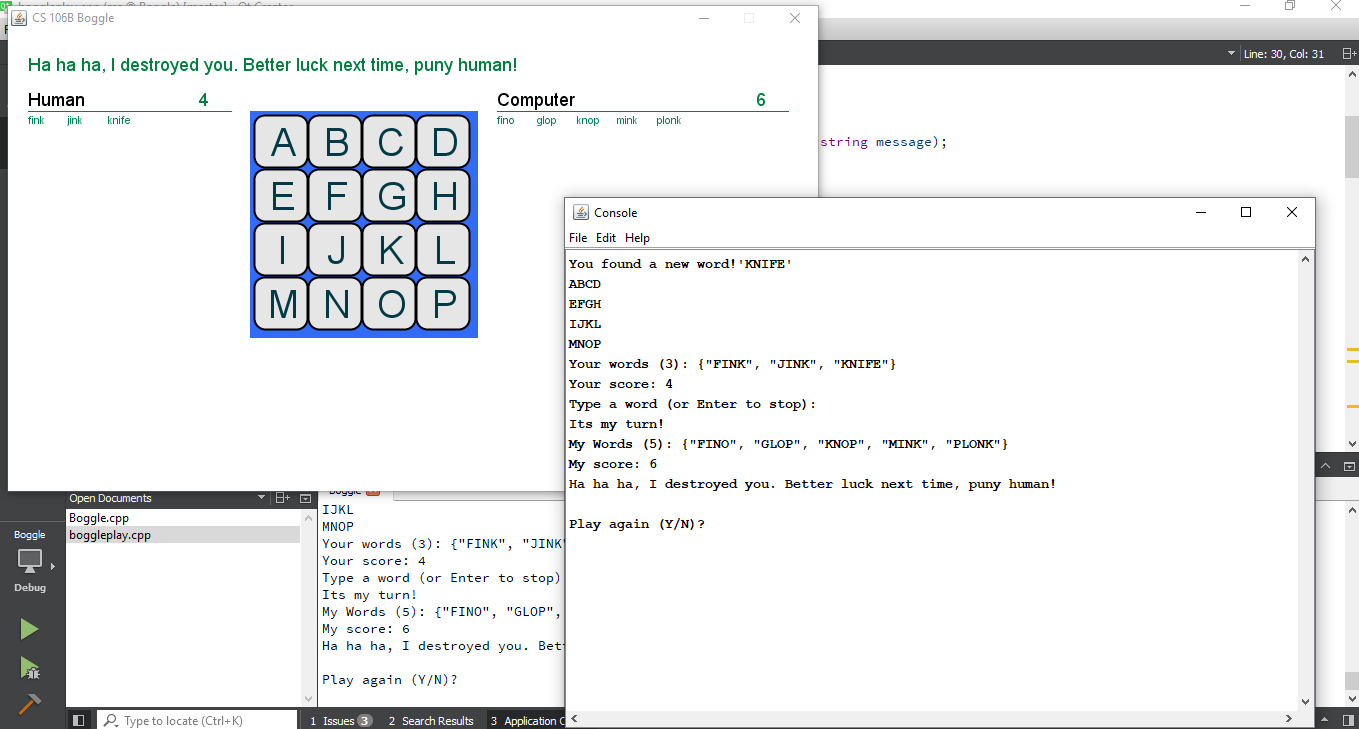 CS 106B Boggle
Ha ha ha, I destroyed you. Better luck next time, puny human!
Human 4
fink jink knife
Computer 6
fino glop knop mink plonk
A B C D
E F G H
I J K L
M N O P
Line: 30, Col: 31
string message);
Console
File Edit Help
You found a new word!'KNIFE'
ABCD
EFGH
IJKL
MNOP
Your words (3): {"FINK", "JINK", "KNIFE"}
Your score: 4
Type a word (or Enter to stop):
Its my turn!
My Words (5): {"FINO", "GLOP", "KNOP", "MINK", "PLONK"}
My score: 6
Ha ha ha, I destroyed you. Better luck next time, puny human!
Play again (Y/N)?
Open Documents
Boggle.cpp
boggleplay.cpp
Boggle
Debug
Boggle
IJKL
MNOP
Your words (3): {"FINK", "JINK"
Your score: 4
Type a word (or Enter to stop)
Its my turn!
My Words (5): {"FINO", "GLOP",
My score: 6
Ha ha ha, I destroyed you. Bet
Play again (Y/N)?
Type to locate (Ctrl+K)
1 Issues 3 2 Search Results 3 Application